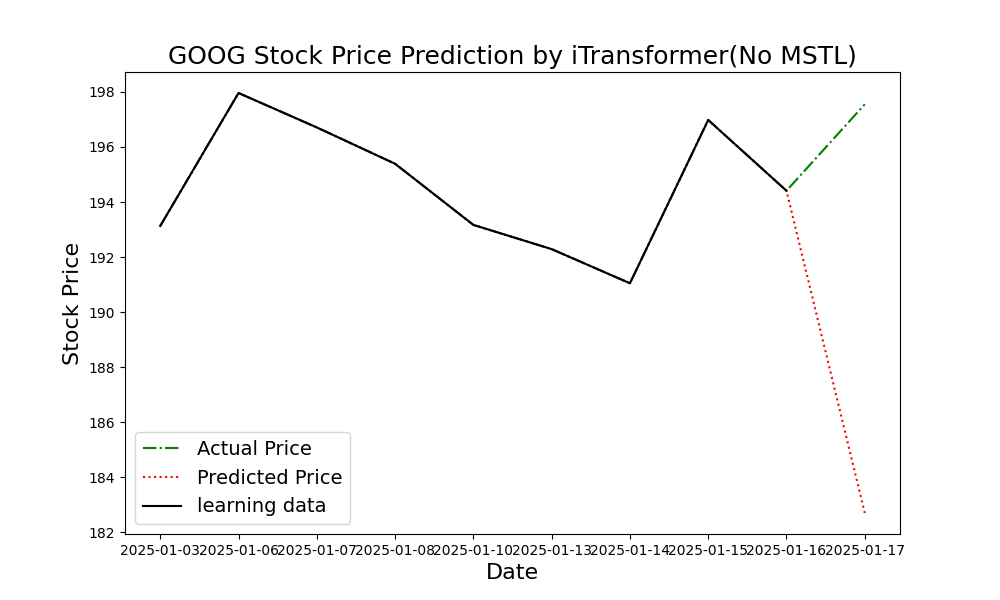 GOOG Stock Price Prediction by iTransformer(No MSTL)
198
196
194
192
190
188
186
184
182
Stock Price
Actual Price
Predicted Price
learning data
2025-01-03 2025-01-06 2025-01-07 2025-01-08 2025-01-10 2025-01-13 2025-01-14 2025-01-15 2025-01-16 2025-01-17
Date